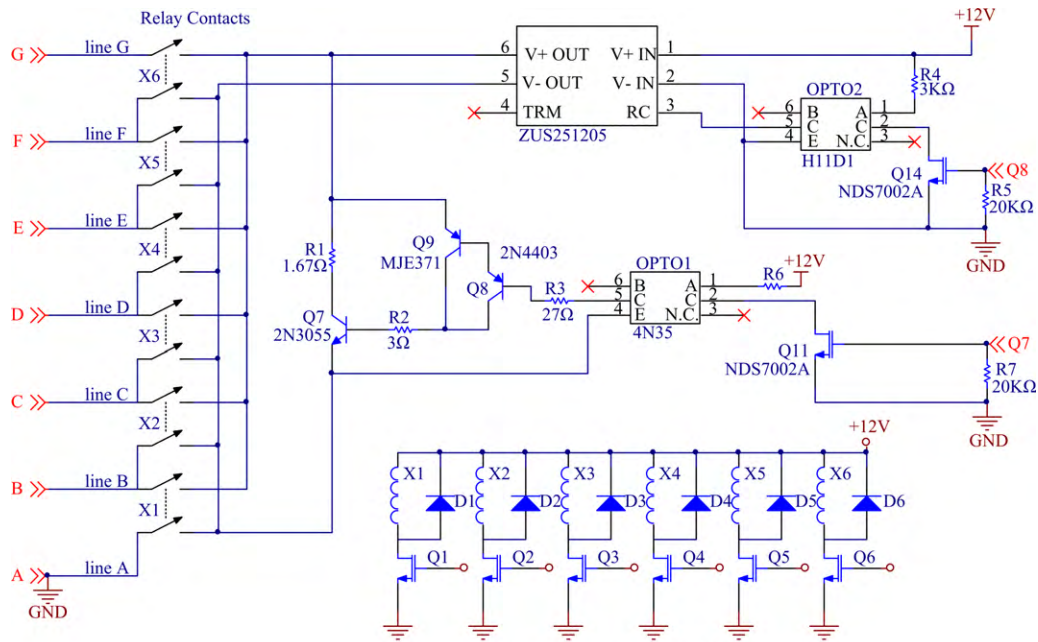 Relay Contacts
+12V
G line G
6 V+ OUT V+ IN 1
X6
5 V- OUT V- IN 2
4 TRM RC 3
ZUS251205
R4
3KΩ
OPTO2
6 B A 1
5 C C 2
4 E N.C. 3
H11D1
F line F
X5
Q14
NDS7002A
Q8
R5
20KΩ
GND
E line E
X4
R1
1.67Ω
Q9
MJE371
2N4403
Q8
R3
27Ω
OPTO1
6 B A 1
5 C C 2
4 E N.C. 3
4N35
R6
+12V
D line D
X3
Q7
2N3055
R2
3Ω
Q11
NDS7002A
Q7
R7
20KΩ
GND
C line C
X2
B line B
X1
A line A
GND
+12V
X1 X2 X3 X4 X5 X6
D1 D2 D3 D4 D5 D6
Q1 Q2 Q3 Q4 Q5 Q6